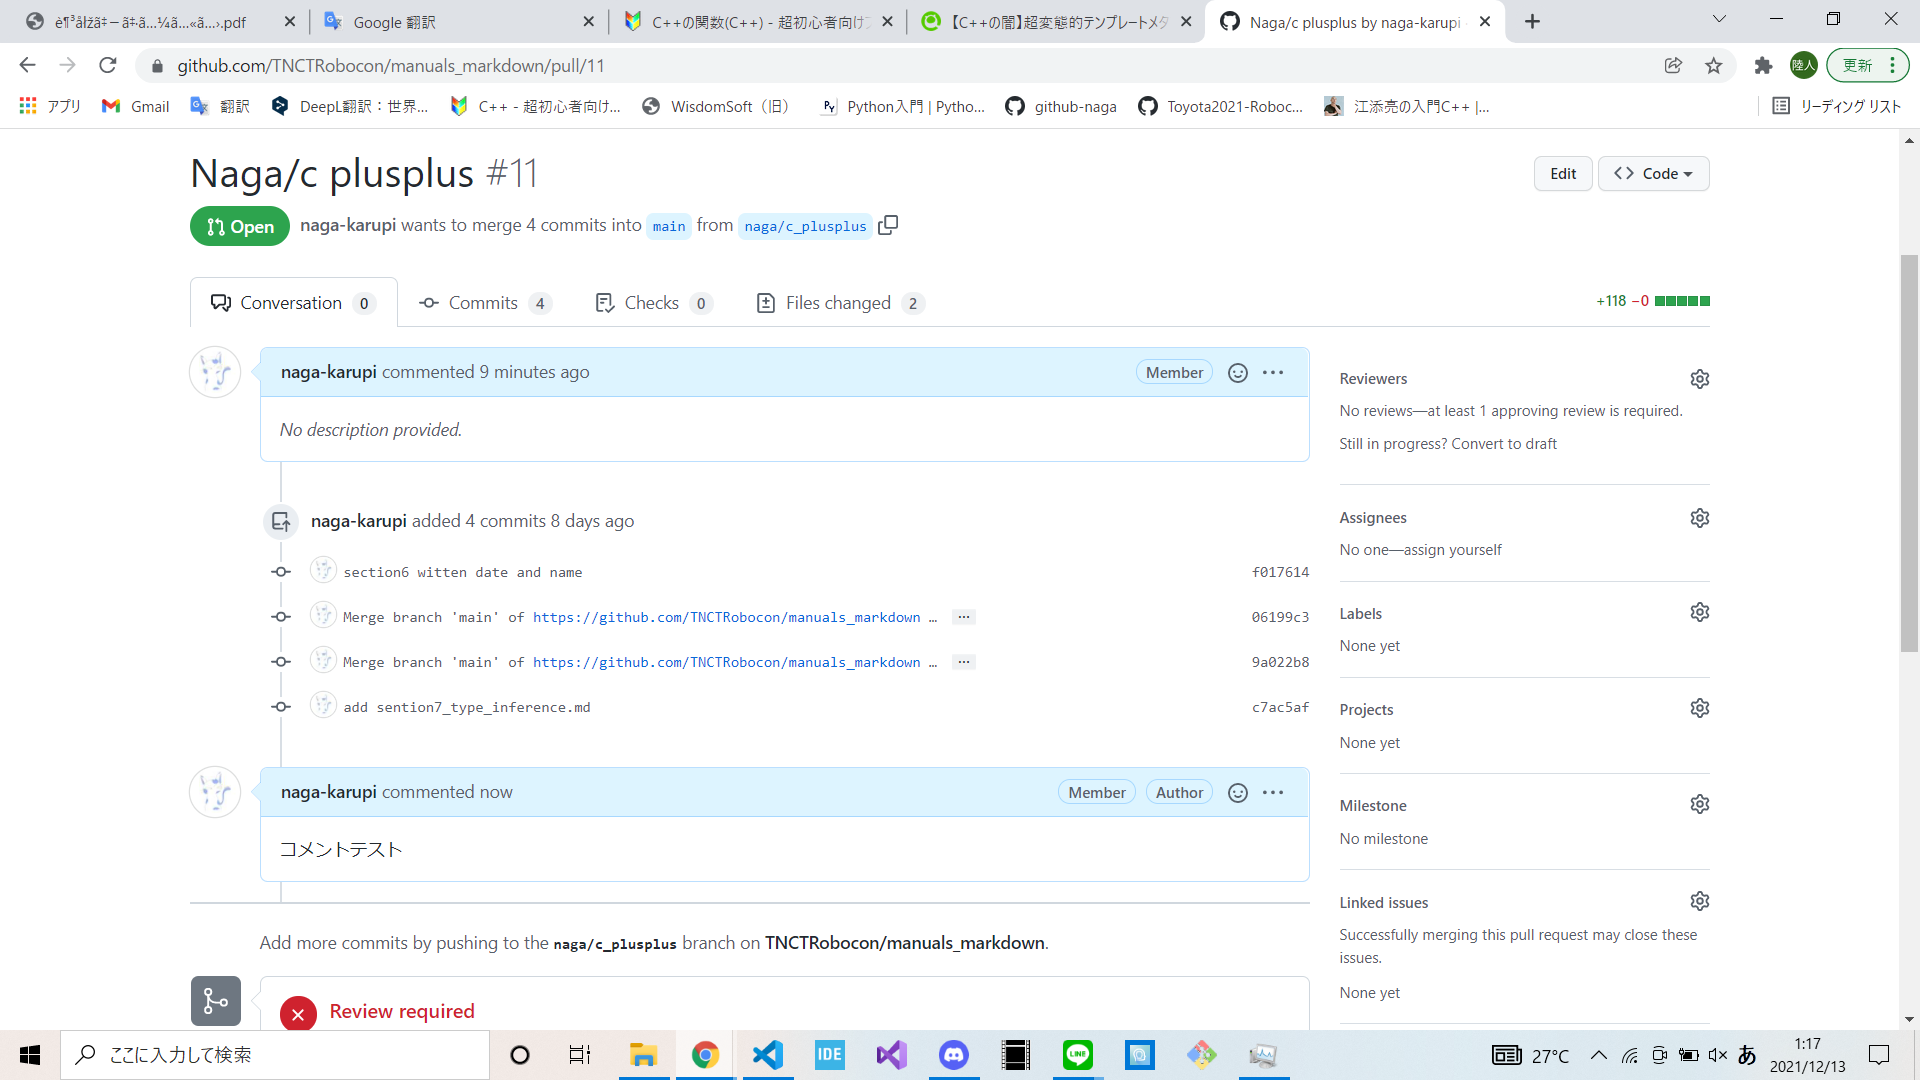 è¶³åž‡ã...¼ã...«ã...›.pdf
Google 翻訳
C++の関数(C++) - 超初心者向け
【C++の闇】超変態的テンプレートメタ
Naga/c plusplus by naga-karupi
github.com/TNCTRobocon/manuals_markdown/pull/11
陸人
更新
アプリ
Gmail
翻訳
DeepL翻訳：世界...
C++ - 超初心者向け...
WisdomSoft（旧）
Python入門 | Pytho...
github-naga
Toyota2021-Roboc...
江添亮の入門C++ |...
リーディング リスト
Naga/c plusplus #11
Edit
Code
Open
naga-karupi wants to merge 4 commits into main from naga/c_plusplus
Conversation 0
Commits 4
Checks 0
Files changed 2
+118 −0
naga-karupi commented 9 minutes ago
Member
No description provided.
naga-karupi added 4 commits 8 days ago
section6 witten date and name
f017614
Merge branch 'main' of https://github.com/TNCTRobocon/manuals_markdown …
06199c3
Merge branch 'main' of https://github.com/TNCTRobocon/manuals_markdown …
9a022b8
add sention7_type_inference.md
c7ac5af
naga-karupi commented now
Member
Author
コメントテスト
Add more commits by pushing to the naga/c_plusplus branch on TNCTRobocon/manuals_markdown.
Review required
Reviewers
No reviews—at least 1 approving review is required.
Still in progress? Convert to draft
Assignees
No one—assign yourself
Labels
None yet
Projects
None yet
Milestone
No milestone
Linked issues
Successfully merging this pull request may close these
issues.
None yet
ここに入力して検索
IDE
LINE
27°C
あ
1:17
2021/12/13